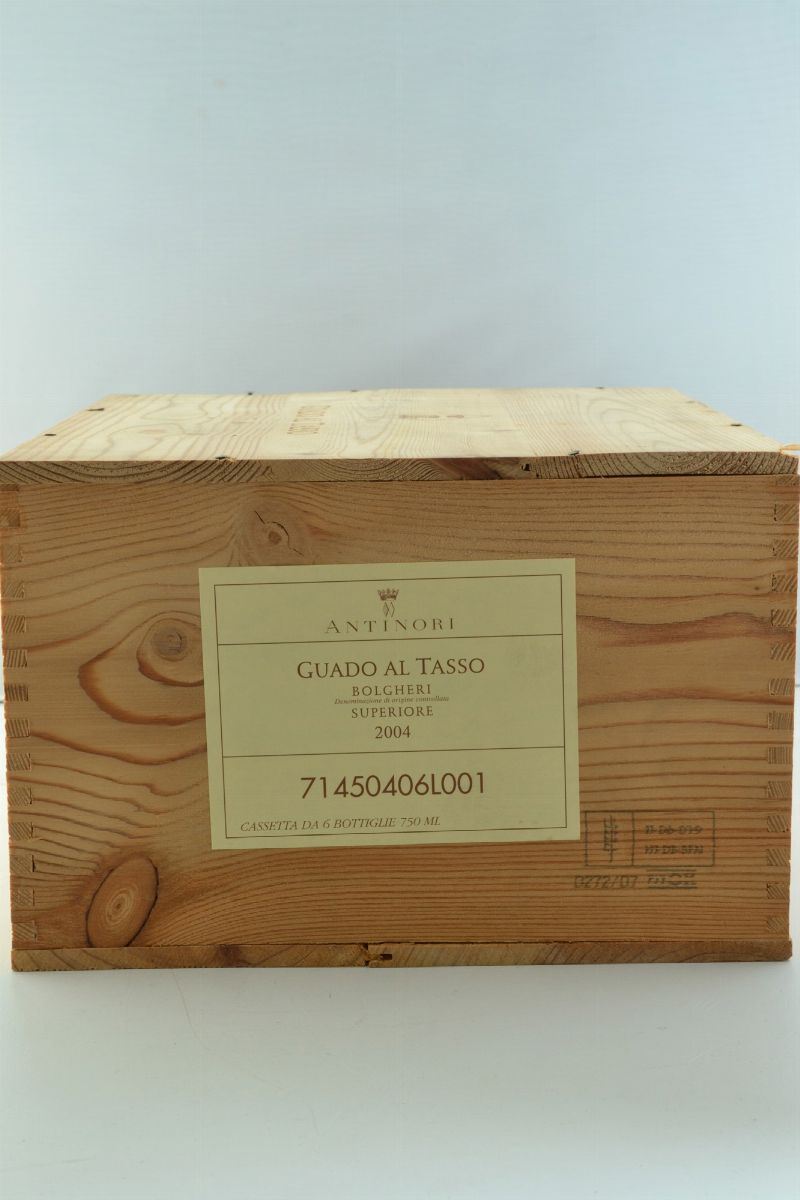 ANTINORI
GUADO AL TASSO
BOLGHERI
Denominazione di origine controllata
SUPERIORE
2004
71450406L001
CASSETTA DA 6 BOTTIGLIE 750 ML